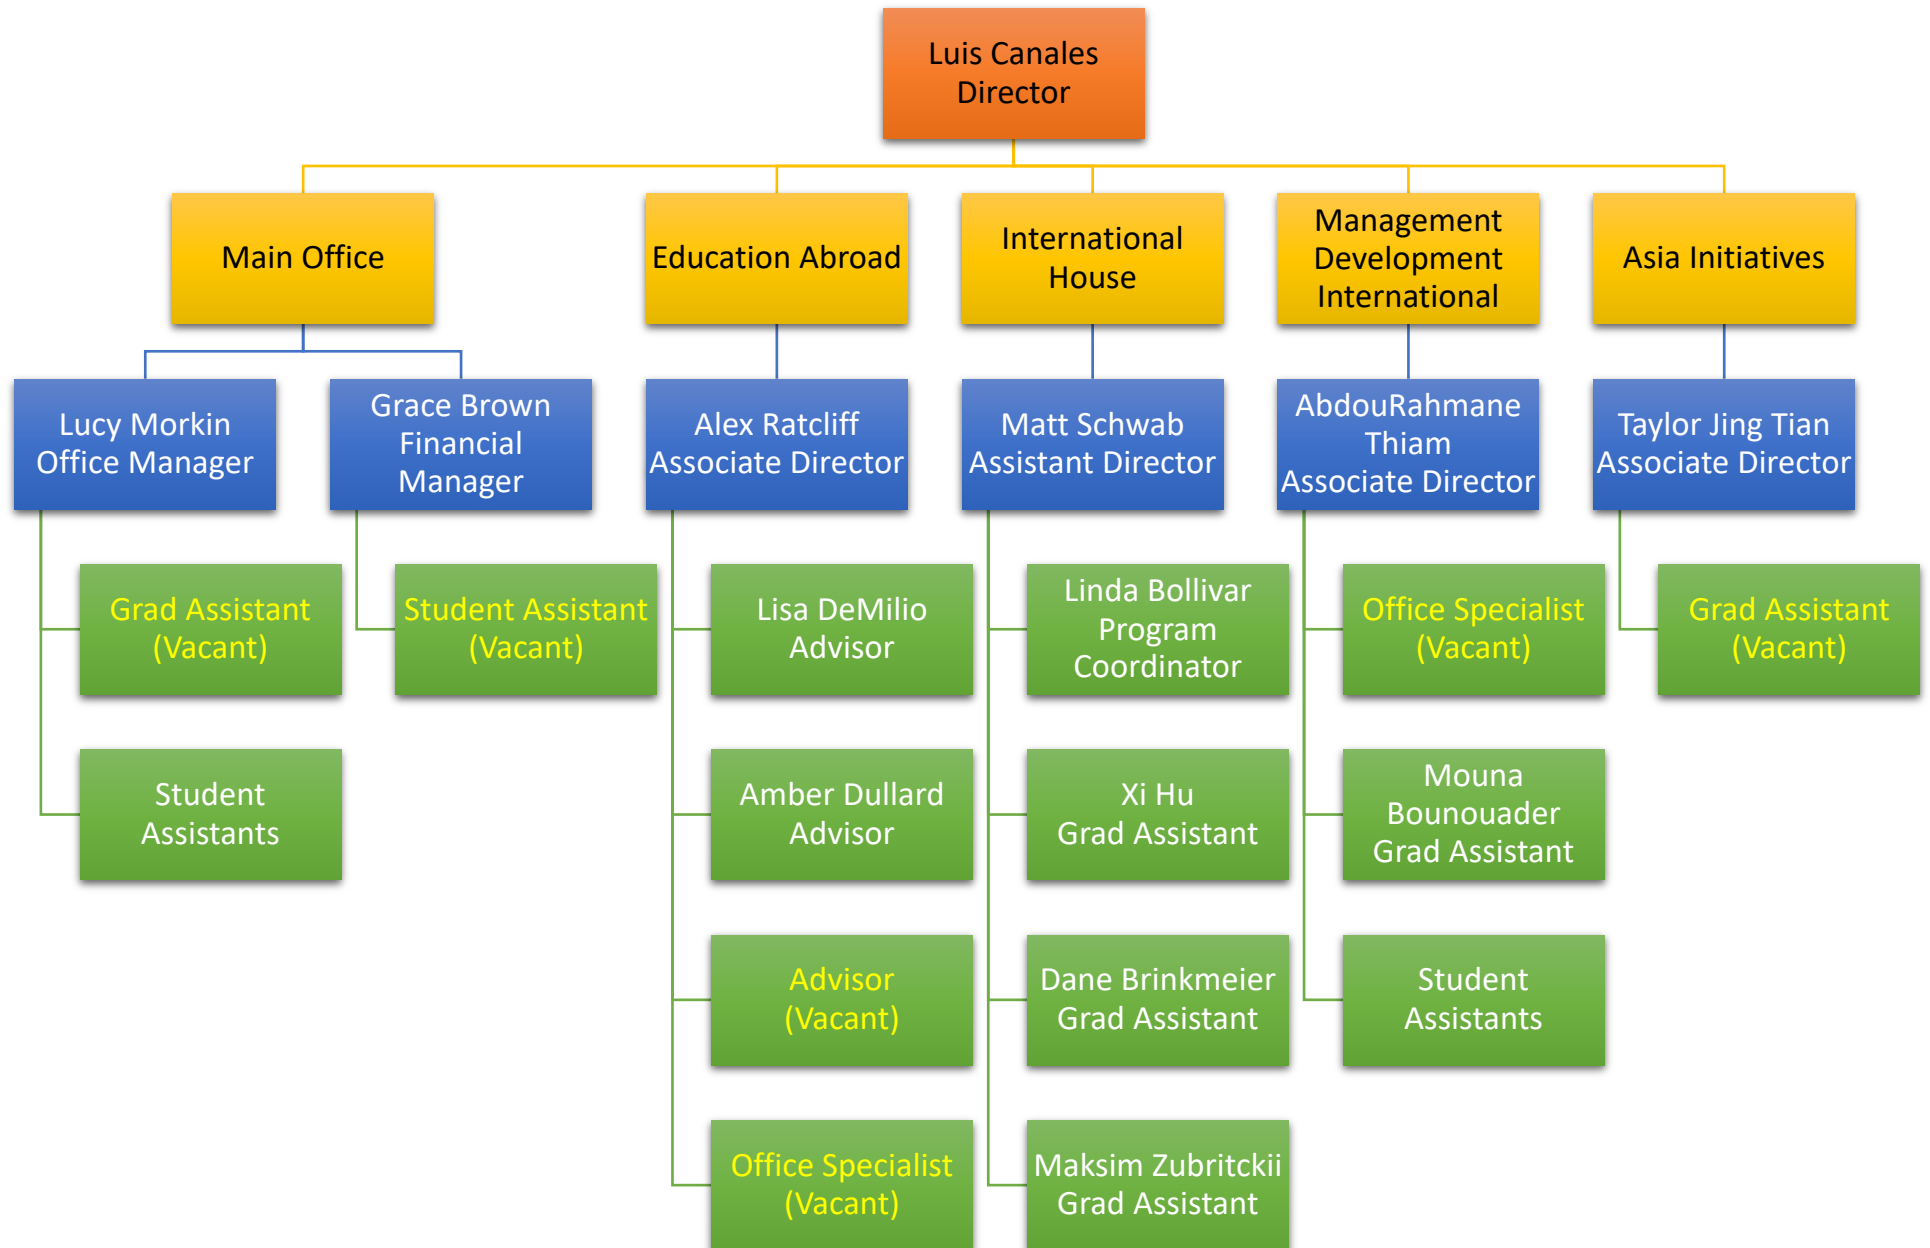 Luis Canales
Director
Main Office
Education Abroad
International
House
Management
Development
International
Asia Initiatives
Lucy Morkin
Office Manager
Grace Brown
Financial
Manager
Alex Ratcliff
Associate Director
Matt Schwab
Assistant Director
AbdouRahmane
Thiam
Associate Director
Taylor Jing Tian
Associate Director
Grad Assistant
(Vacant)
Student Assistant
(Vacant)
Lisa DeMilio
Advisor
Linda Bollivar
Program
Coordinator
Office Specialist
(Vacant)
Grad Assistant
(Vacant)
Student
Assistants
Amber Dullard
Advisor
Xi Hu
Grad Assistant
Mouna
Bounouader
Grad Assistant
Advisor
(Vacant)
Dane Brinkmeier
Grad Assistant
Student
Assistants
Office Specialist
(Vacant)
Maksim Zubritckii
Grad Assistant